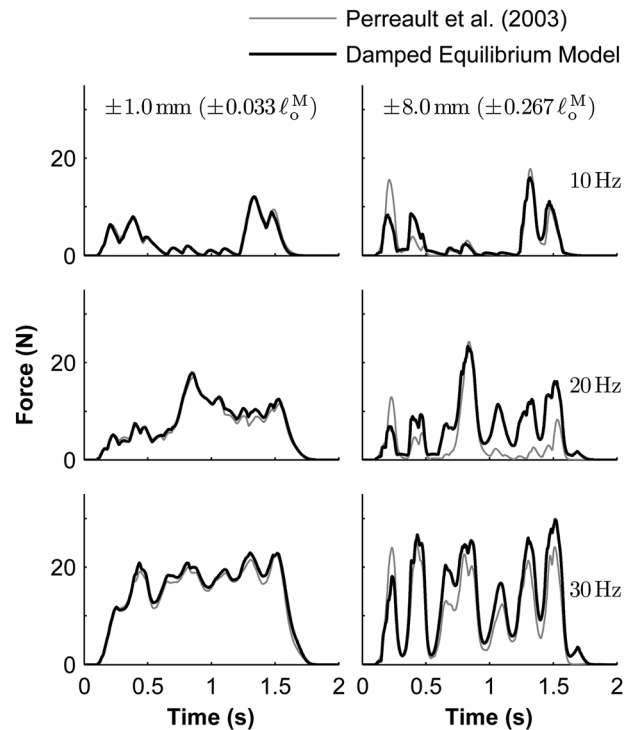 Perreault et al. (2003)
Damped Equilibrium Model
±1.0 mm (±0.033 ℓₒᴹ)
±8.0 mm (±0.267 ℓₒᴹ)
20
0
10 Hz
Force (N)
20
0
20 Hz
20
0
30 Hz
0 0.5 1 1.5 2
0 0.5 1 1.5 2
Time (s)
Time (s)